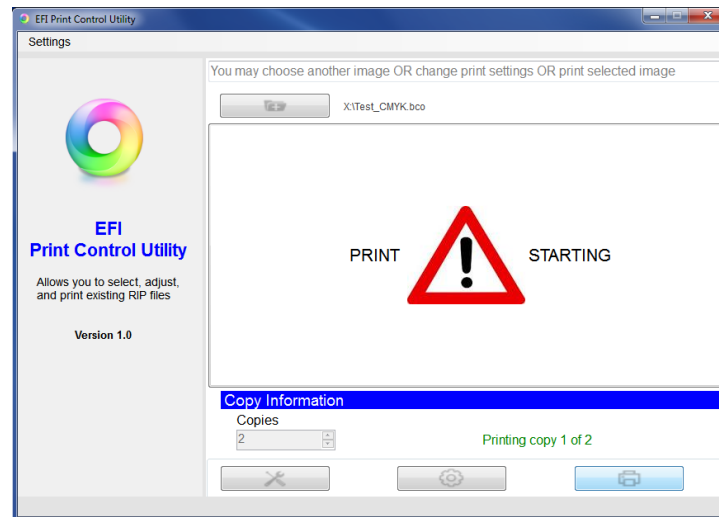 EFI Print Control Utility
Settings
You may choose another image OR change print settings OR print selected image
X:\Test_CMYK.bco
PRINT
STARTING
EFI
Print Control Utility
Allows you to select, adjust,
and print existing RIP files
Version 1.0
Copy Information
Copies
2
Printing copy 1 of 2